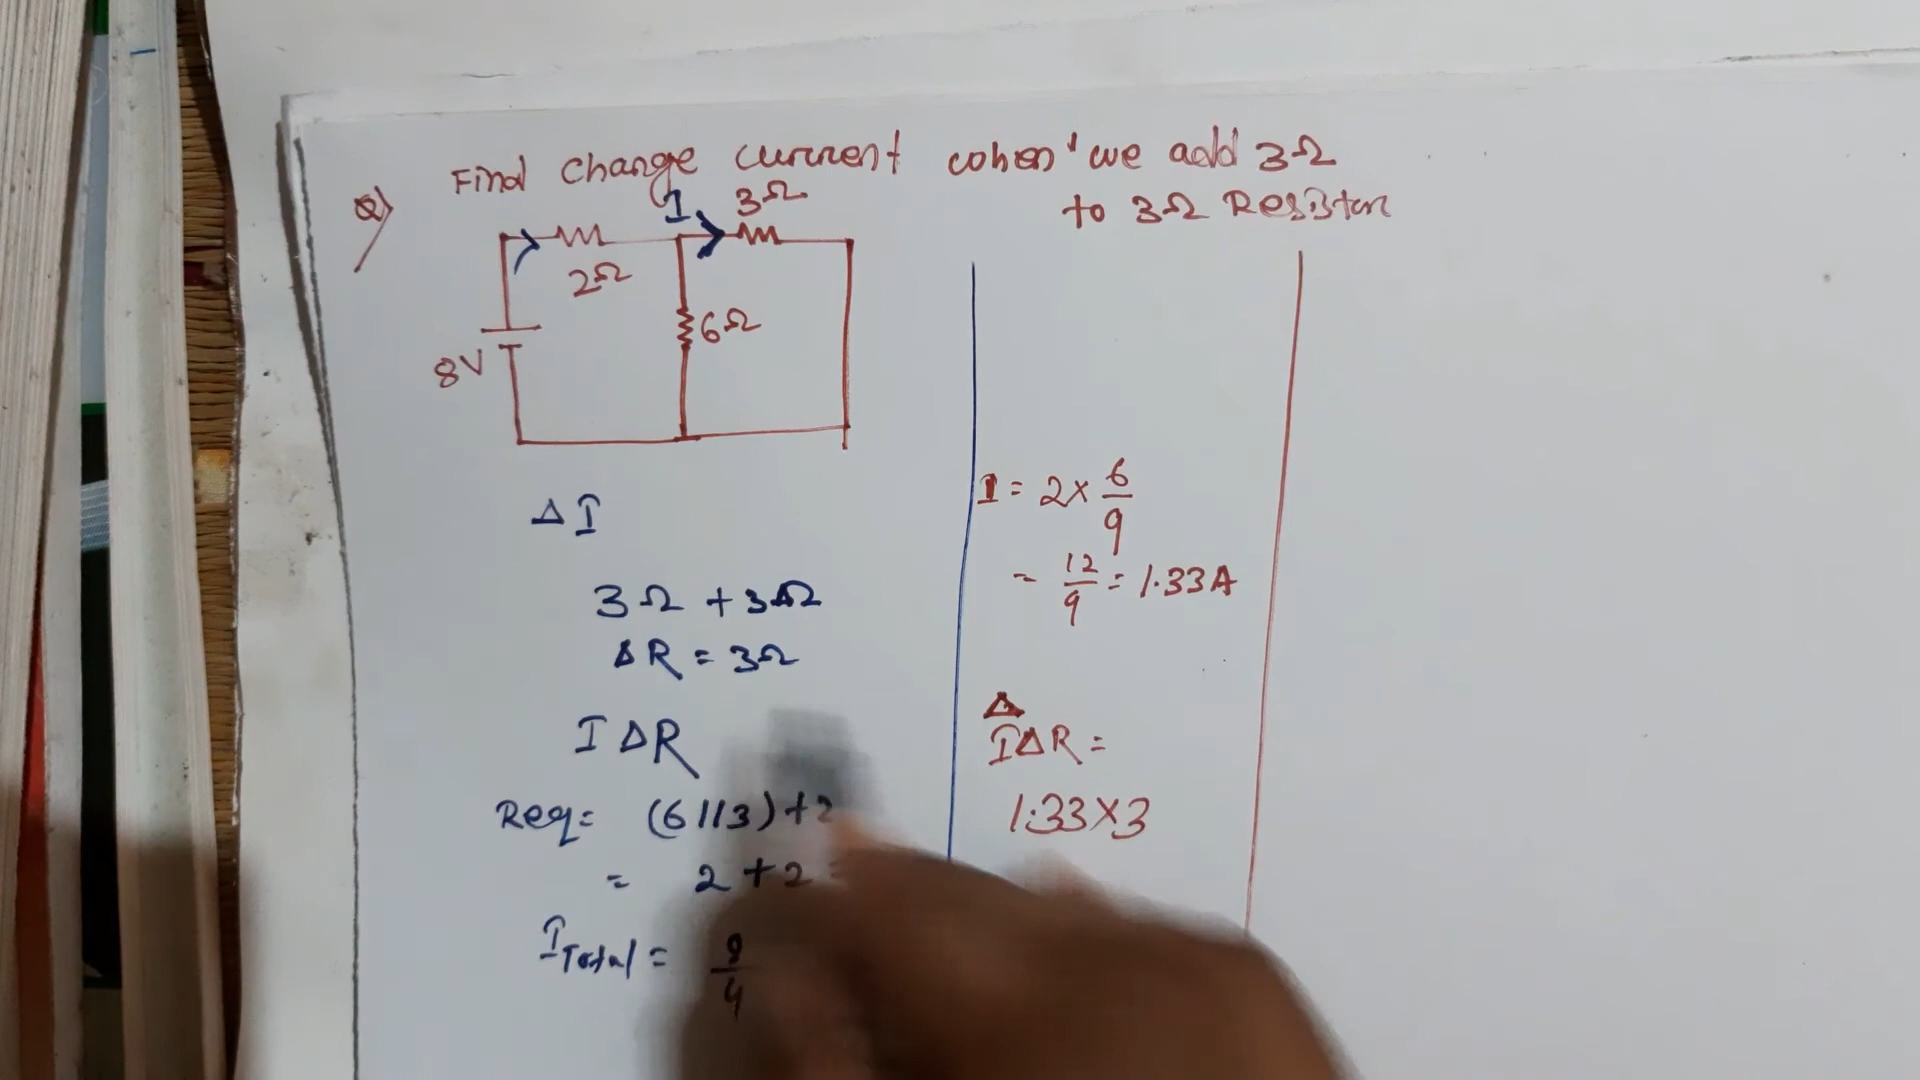 Q) Find change current when we add 3Ω
to 3Ω Resistor
I
3Ω
2Ω
6Ω
8V
ΔI
3Ω + 3Ω
ΔR = 3Ω
I ΔR
Req = (6||3)+2
= 2+2 =
I Total = 8/4
I = 2 × 6/9
= 12/9 = 1.33A
Δ
IΔR =
1.33×3